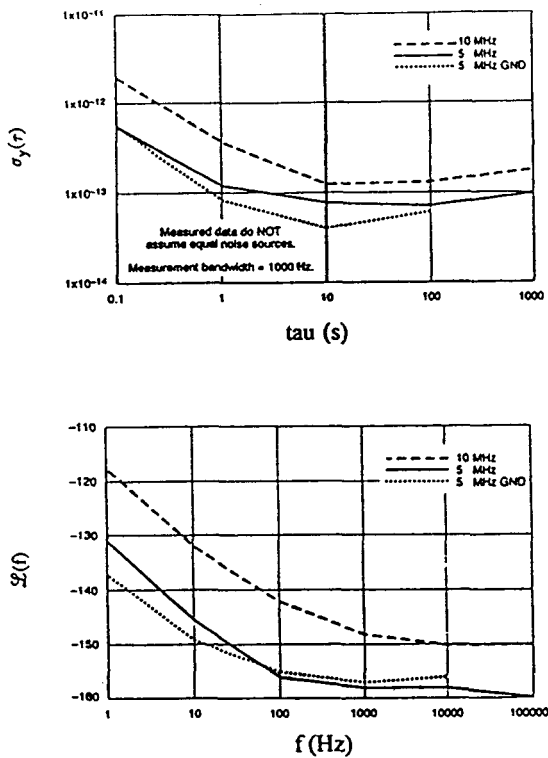 1x10⁻¹¹
10 MHz
5 MHz
5 MHz GND
1x10⁻¹²
σy(τ)
1x10⁻¹³
Measured data do NOT
assume equal noise sources.
Measurement bandwidth = 1000 Hz.
1x10⁻¹⁴
0.1 1 10 100 1000
tau (s)
-110
10 MHz
5 MHz
5 MHz GND
-120
-130
ℒ(f)
-140
-150
-160
1 10 100 1000 10000 100000
f (Hz)